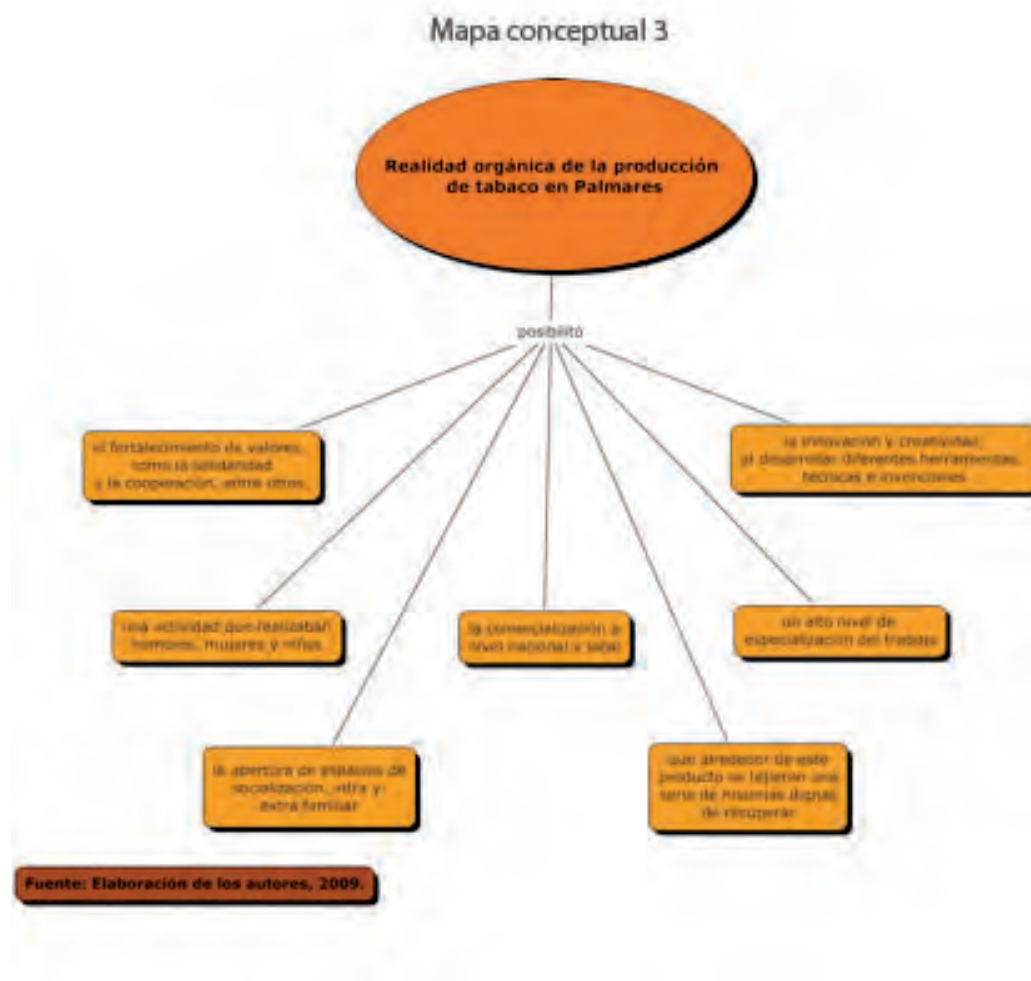 Mapa conceptual 3
Realidad orgánica de la producción
de tabaco en Palmares
posibilitó
el fortalecimiento de valores,
como la solidaridad
y la cooperación, entre otros.
la innovación y creatividad,
al desarrollar diferentes herramientas,
técnicas e invenciones
una actividad que realizaban
hombres, mujeres y niños
la comercialización a
nivel nacional y
un alto nivel de
especialización del trabajo
la abertura de espacios de
socialización, intra y
extra familiar
que alrededor de este
producto se tejieran una
serie de historias dignas
de recuperar
Fuente: Elaboración de los autores, 2009.